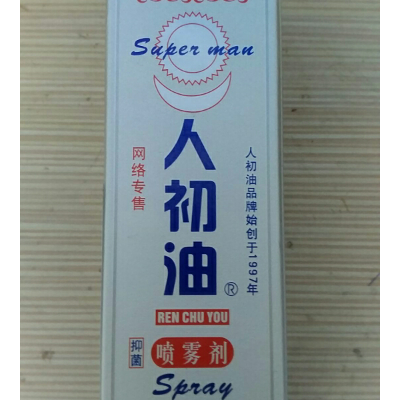 Super man
人初油®
网络专售
人初油品牌始创于1997年
REN CHU YOU
抑菌
喷雾剂
Spray